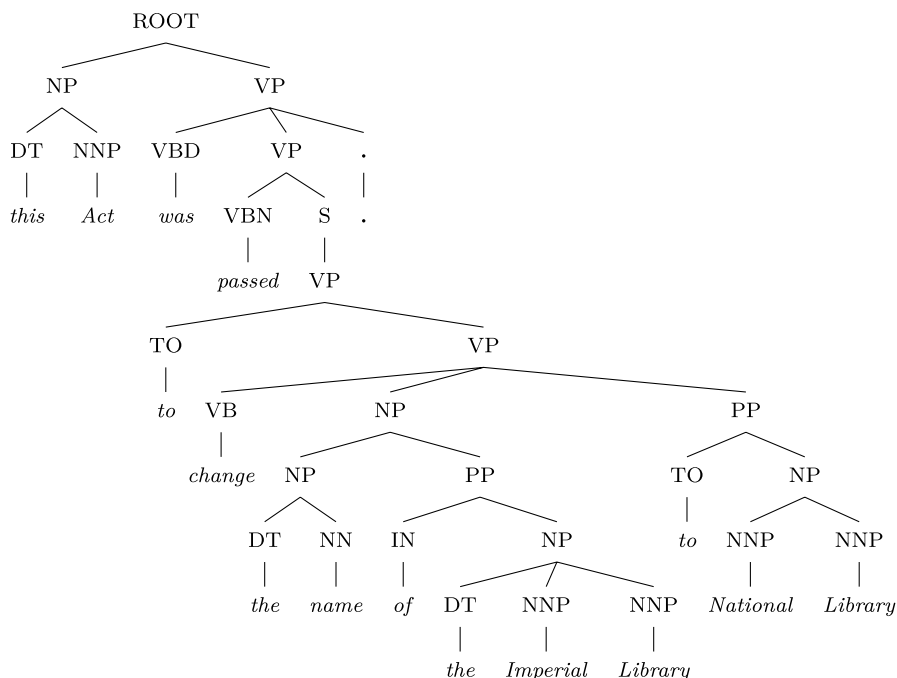 ROOT
NP VP
DT NNP VBD VP .
this Act was VBN S .
passed VP
TO VP
to VB NP PP
change NP PP TO NP
DT NN IN NP to NNP NNP
the name of DT NNP NNP National Library
the Imperial Library